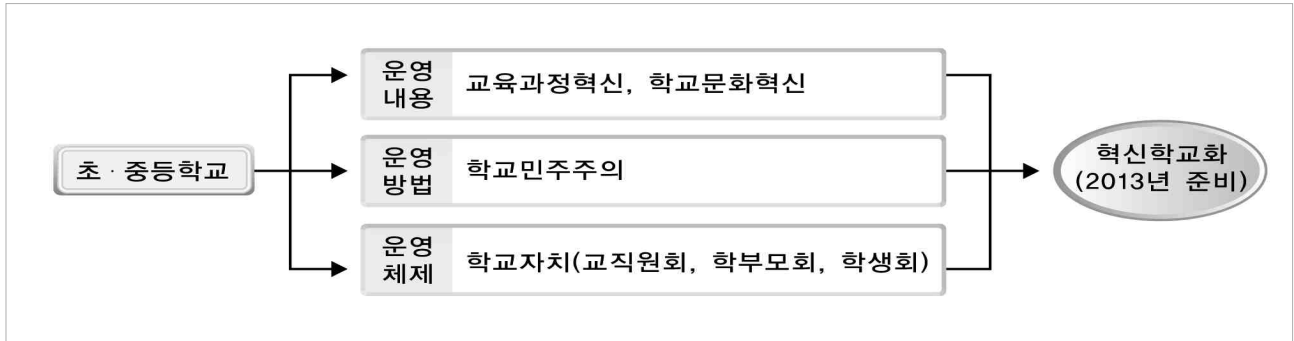 초·중등학교
운영
내용
교육과정혁신, 학교문화혁신
운영
방법
학교민주주의
운영
체제
학교자치(교직원회, 학부모회, 학생회)
혁신학교화
(2013년 준비)